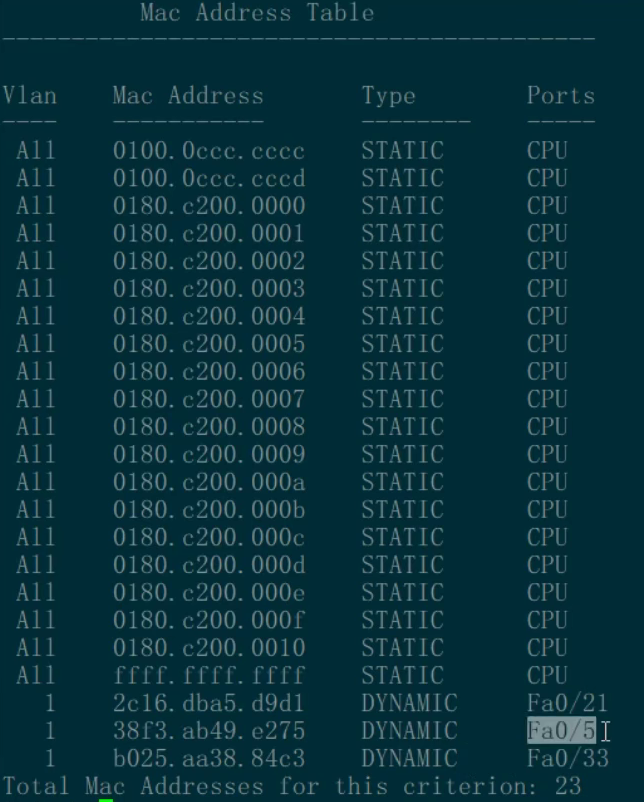 Mac Address Table
-------------------------------------------
Vlan    Mac Address       Type        Ports
----    -----------       --------    -----
All    0100.0ccc.cccc    STATIC      CPU
All    0100.0ccc.cccd    STATIC      CPU
All    0180.c200.0000    STATIC      CPU
All    0180.c200.0001    STATIC      CPU
All    0180.c200.0002    STATIC      CPU
All    0180.c200.0003    STATIC      CPU
All    0180.c200.0004    STATIC      CPU
All    0180.c200.0005    STATIC      CPU
All    0180.c200.0006    STATIC      CPU
All    0180.c200.0007    STATIC      CPU
All    0180.c200.0008    STATIC      CPU
All    0180.c200.0009    STATIC      CPU
All    0180.c200.000a    STATIC      CPU
All    0180.c200.000b    STATIC      CPU
All    0180.c200.000c    STATIC      CPU
All    0180.c200.000d    STATIC      CPU
All    0180.c200.000e    STATIC      CPU
All    0180.c200.000f    STATIC      CPU
All    0180.c200.0010    STATIC      CPU
All    ffff.ffff.ffff    STATIC      CPU
1    2c16.dba5.d9d1    DYNAMIC     Fa0/21
1    38f3.ab49.e275    DYNAMIC     Fa0/5
1    b025.aa38.84c3    DYNAMIC     Fa0/33
Total Mac Addresses for this criterion: 23